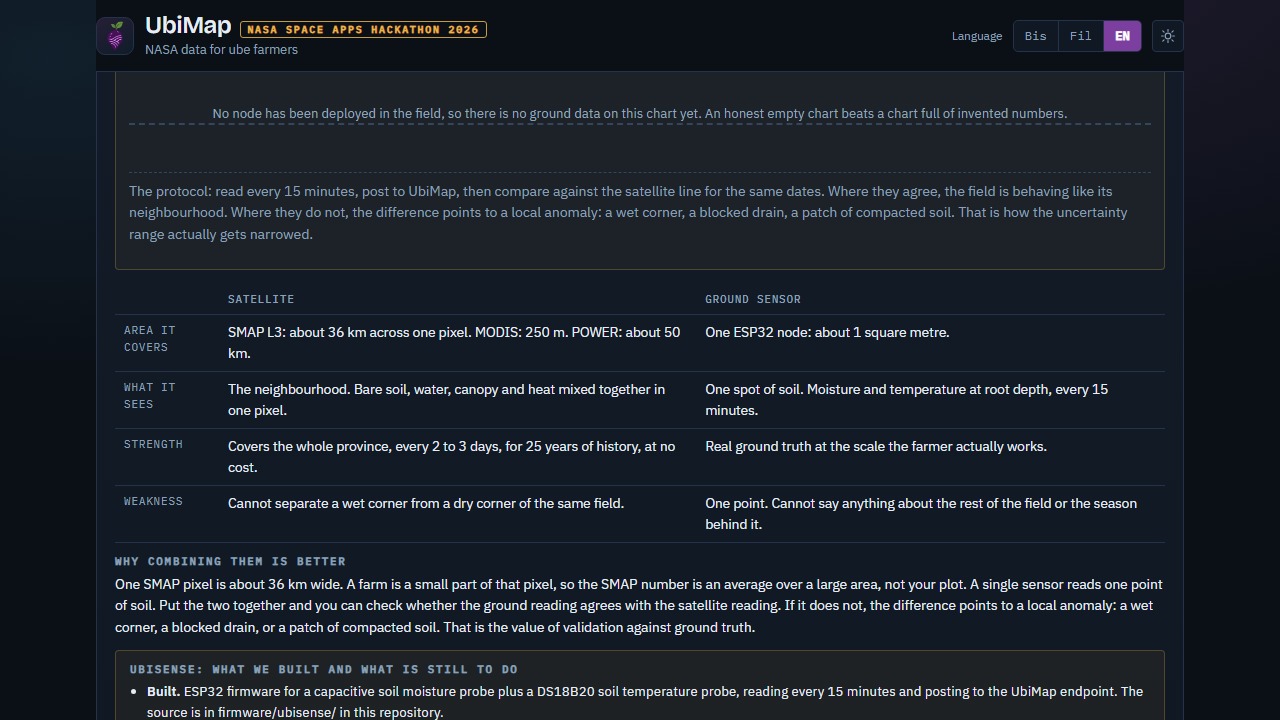 UbiMap NASA SPACE APPS HACKATHON 2026
NASA data for ube farmers
Language Bis Fil EN
No node has been deployed in the field, so there is no ground data on this chart yet. An honest empty chart beats a chart full of invented numbers.
The protocol: read every 15 minutes, post to UbiMap, then compare against the satellite line for the same dates. Where they agree, the field is behaving like its
neighbourhood. Where they do not, the difference points to a local anomaly: a wet corner, a blocked drain, a patch of compacted soil. That is how the uncertainty
range actually gets narrowed.
SATELLITE GROUND SENSOR
AREA IT COVERS
SMAP L3: about 36 km across one pixel. MODIS: 250 m. POWER: about 50
km.
One ESP32 node: about 1 square metre.
WHAT IT SEES
The neighbourhood. Bare soil, water, canopy and heat mixed together in
one pixel.
One spot of soil. Moisture and temperature at root depth, every 15
minutes.
STRENGTH
Covers the whole province, every 2 to 3 days, for 25 years of history, at no
cost.
Real ground truth at the scale the farmer actually works.
WEAKNESS
Cannot separate a wet corner from a dry corner of the same field.
One point. Cannot say anything about the rest of the field or the season
behind it.
WHY COMBINING THEM IS BETTER
One SMAP pixel is about 36 km wide. A farm is a small part of that pixel, so the SMAP number is an average over a large area, not your plot. A single sensor reads one point
of soil. Put the two together and you can check whether the ground reading agrees with the satellite reading. If it does not, the difference points to a local anomaly: a wet
corner, a blocked drain, or a patch of compacted soil. That is the value of validation against ground truth.
UBISENSE: WHAT WE BUILT AND WHAT IS STILL TO DO
• Built. ESP32 firmware for a capacitive soil moisture probe plus a DS18B20 soil temperature probe, reading every 15 minutes and posting to the UbiMap endpoint. The
source is in firmware/ubisense/ in this repository.